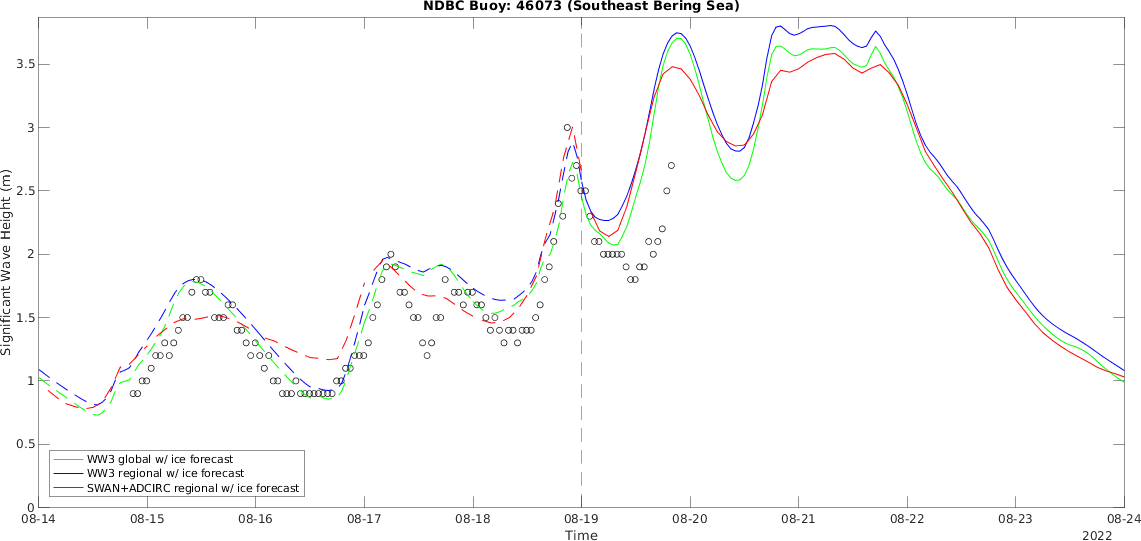 NDBC Buoy: 46073 (Southeast Bering Sea)
Significant Wave Height (m)
3.5
3
2.5
2
1.5
1
0.5
0
WW3 global w/ ice forecast
WW3 regional w/ ice forecast
SWAN+ADCIRC regional w/ ice forecast
08-14 08-15 08-16 08-17 08-18 08-19 08-20 08-21 08-22 08-23 08-24
Time
2022